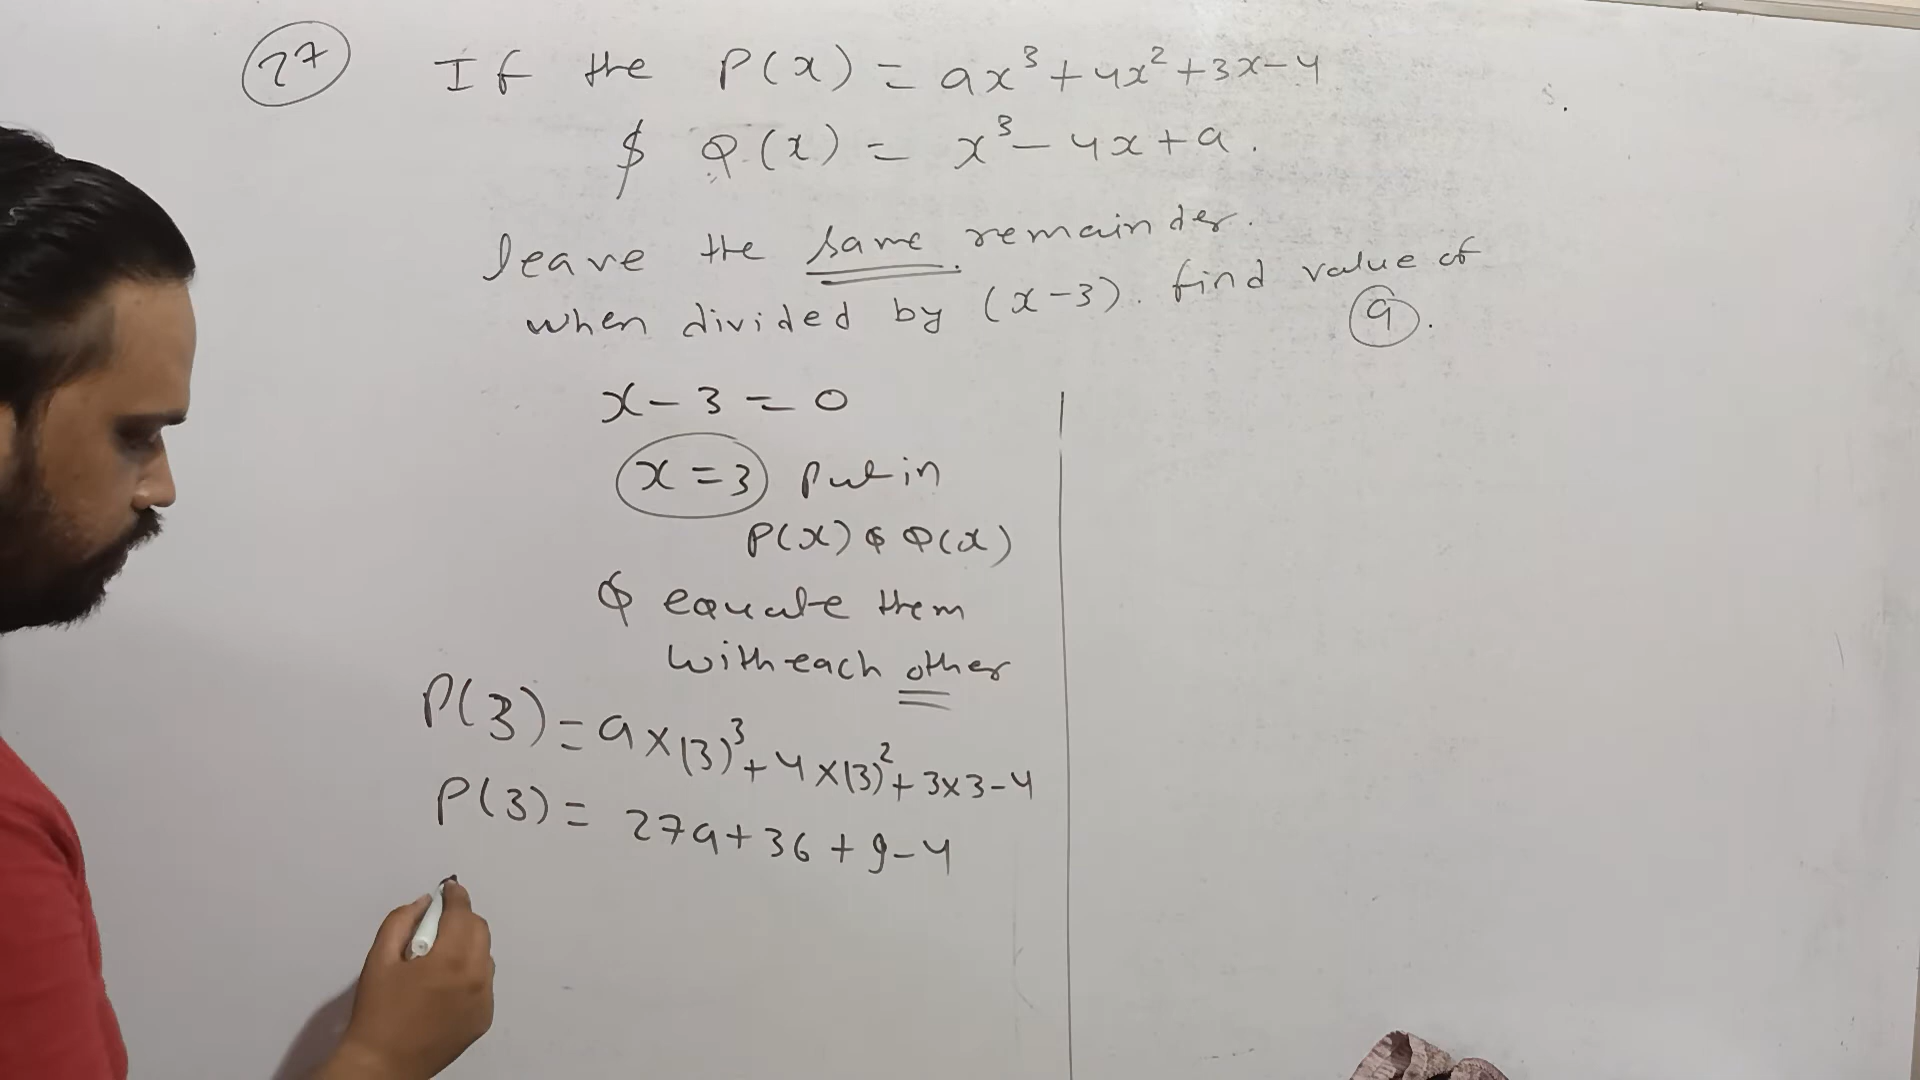 27 If the P(x) = ax³+4x²+3x-4
& Q(x) = x³-4x+a.
leave the same remainder.
when divided by (x-3). find value of
a.
x-3=0
x=3 put in
P(x) & Q(x)
& equate them
with each other
P(3) = a×(3)³+4×(3)²+3×3-4
P(3) = 27a+36+9-4